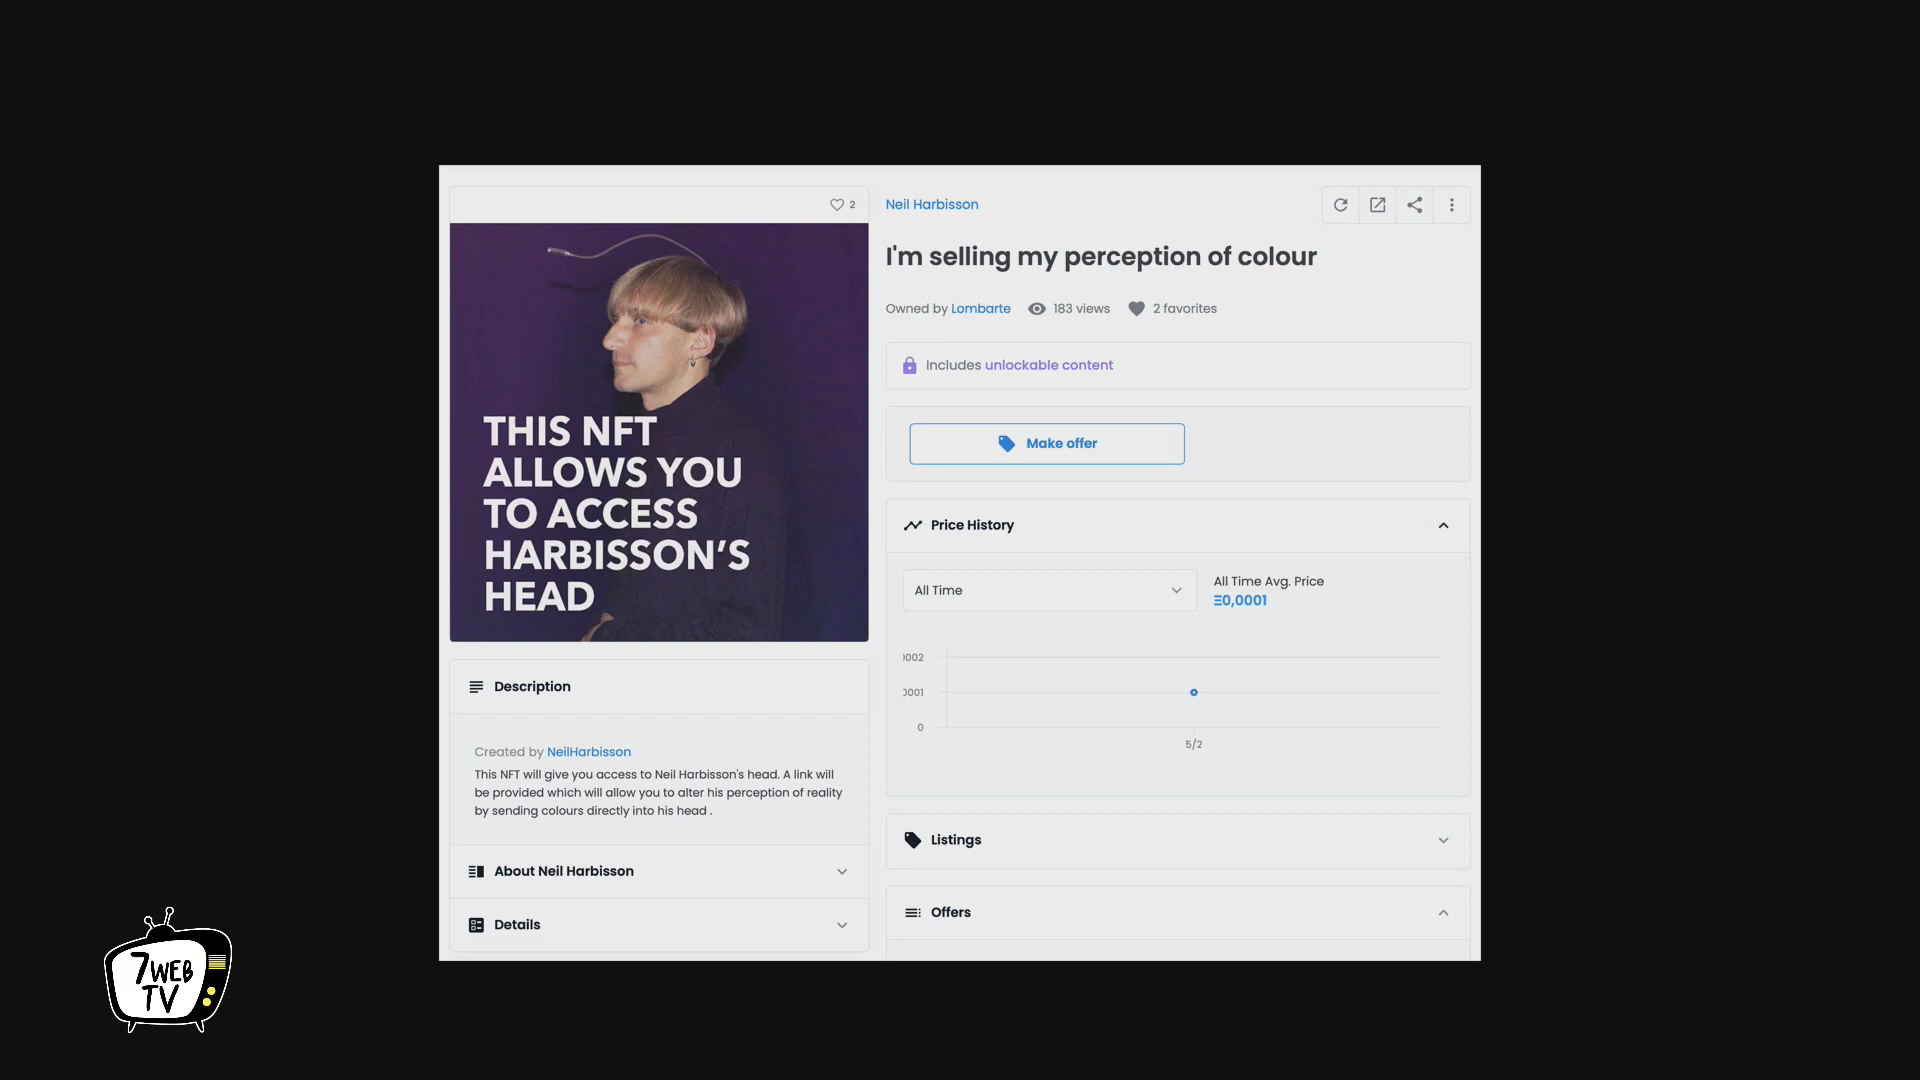 2
THIS NFT
ALLOWS YOU
TO ACCESS
HARBISSON'S
HEAD
Description
Created by NeilHarbisson
This NFT will give you access to Neil Harbisson's head. A link will
be provided which will allow you to alter his perception of reality
by sending colours directly into his head .
About Neil Harbisson
Details
Neil Harbisson
I'm selling my perception of colour
Owned by Lombarte 183 views 2 favorites
Includes unlockable content
Make offer
Price History
All Time
All Time Avg. Price
Ξ0,0001
0002
0001
0
5/2
Listings
Offers
7WEB
TV